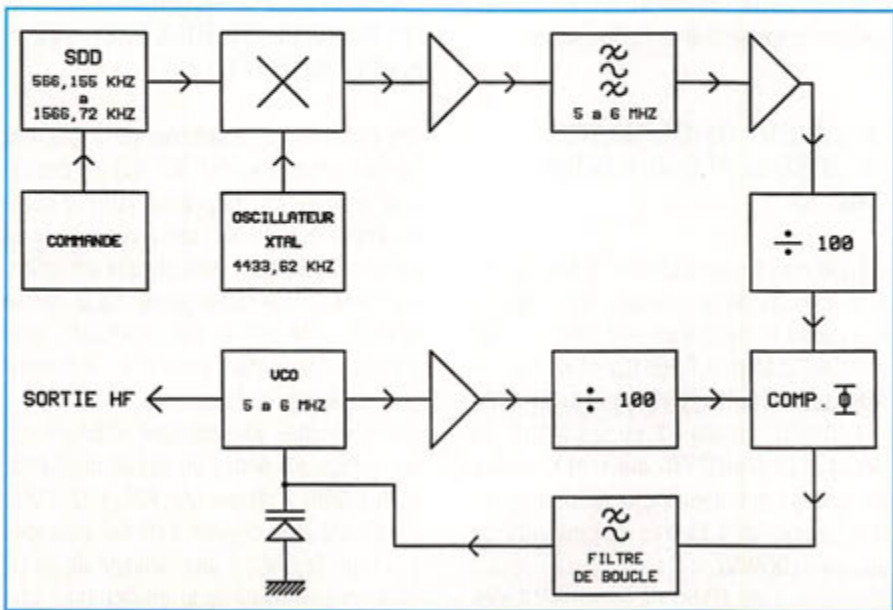 SDD
566,155 KHZ
a
1566,72 KHZ
5 a 6 MHZ
COMMANDE
OSCILLATEUR
XTAL
4433,62 KHZ
÷ 100
SORTIE HF
VCO
5 a 6 MHZ
÷ 100
COMP. Φ
FILTRE
DE BOUCLE